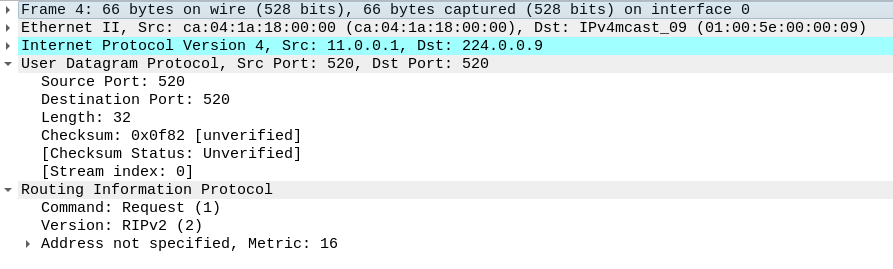 Frame 4: 66 bytes on wire (528 bits), 66 bytes captured (528 bits) on interface 0
Ethernet II, Src: ca:04:1a:18:00:00 (ca:04:1a:18:00:00), Dst: IPv4mcast_09 (01:00:5e:00:00:09)
Internet Protocol Version 4, Src: 11.0.0.1, Dst: 224.0.0.9
User Datagram Protocol, Src Port: 520, Dst Port: 520
Source Port: 520
Destination Port: 520
Length: 32
Checksum: 0x0f82 [unverified]
[Checksum Status: Unverified]
[Stream index: 0]
Routing Information Protocol
Command: Request (1)
Version: RIPv2 (2)
Address not specified, Metric: 16